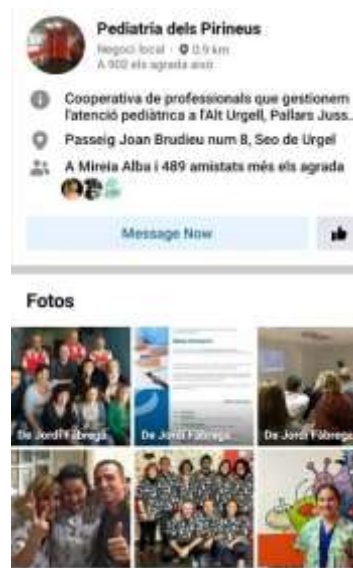 Pediatria dels Pirineus
Negoci local · 0.9 km
A 902 els agrada això
Cooperativa de professionals que gestionem
l'atenció pediàtrica a l'Alt Urgell, Pallars Juss...
Passeig Joan Brudieu num 8, Seo de Urgel
A Mireia Alba i 489 amistats més els agrada
Message Now
Fotos
De Jordi Fàbrega
De Jordi Fàbrega
De Jordi Fàbrega